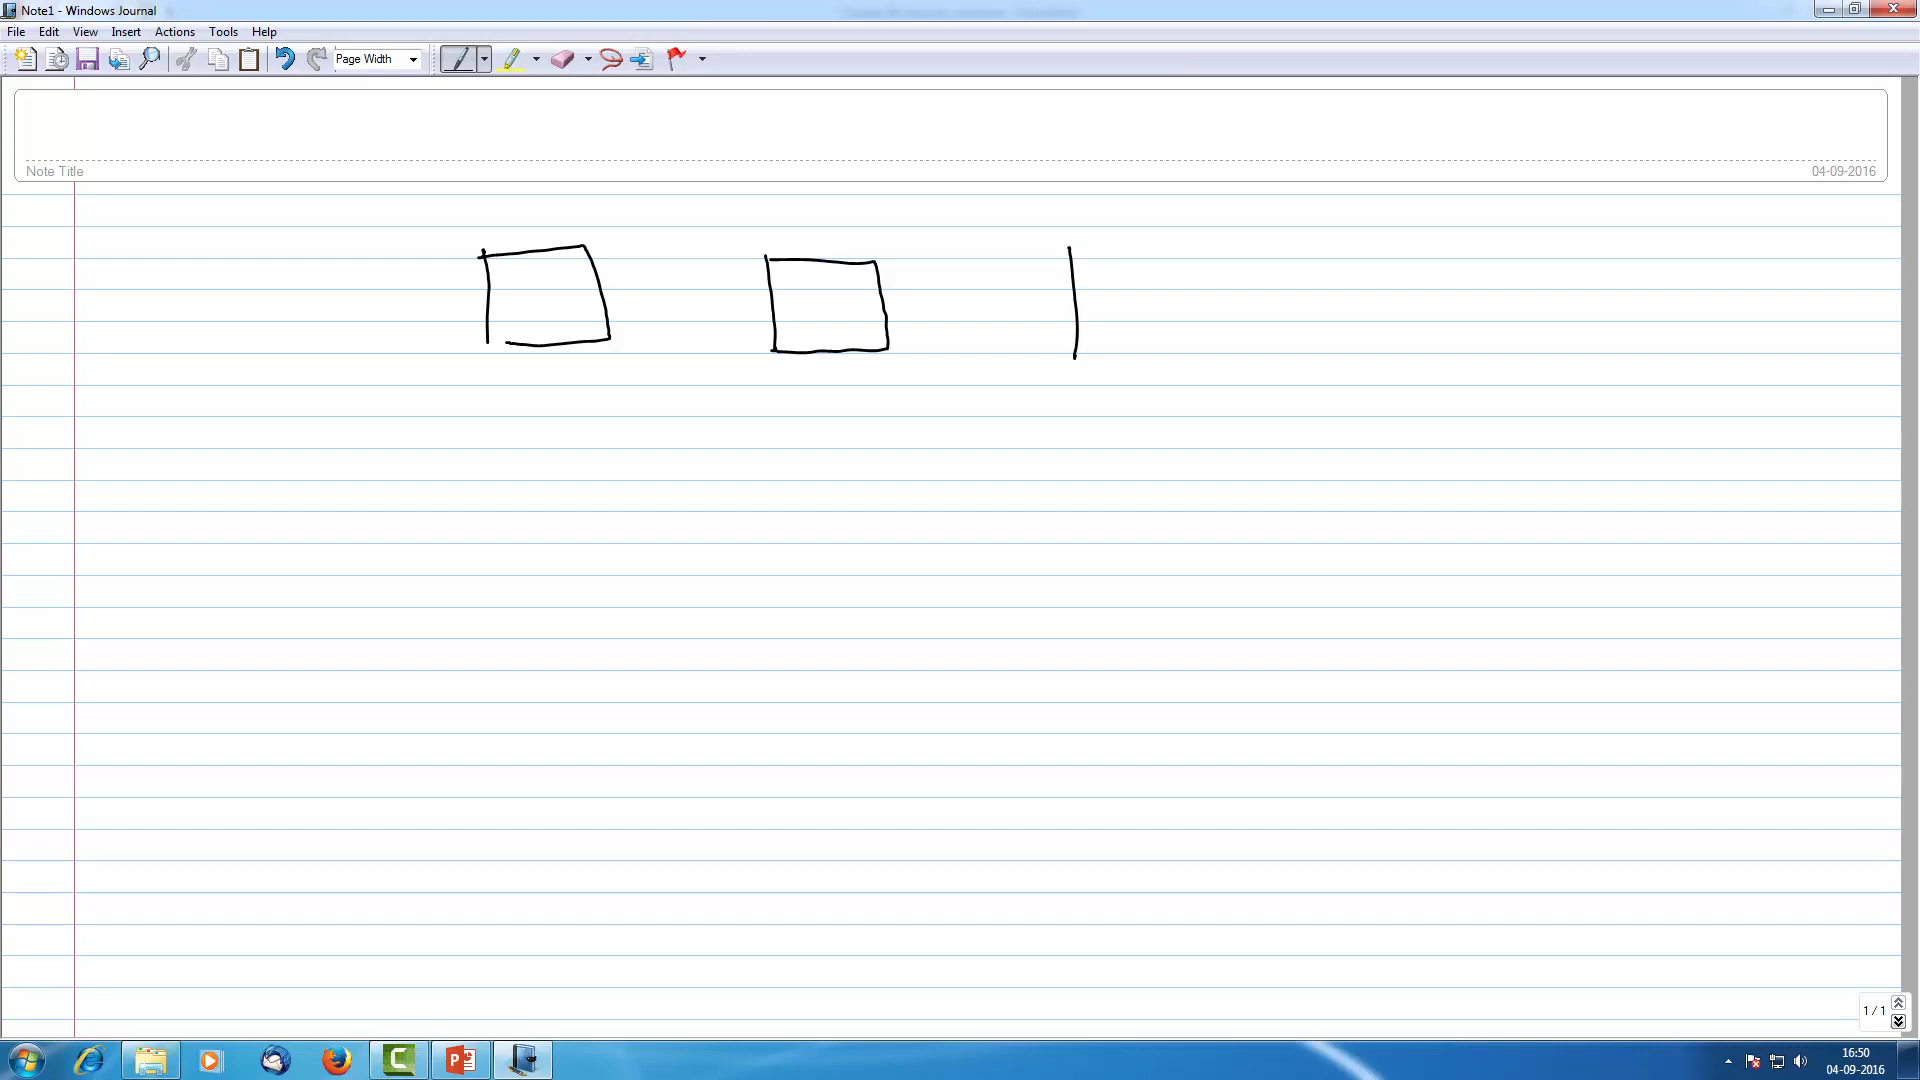 Note1 - Windows Journal
File Edit View Insert Actions Tools Help
Page Width
Note Title
04-09-2016
1 / 1
16:50
04-09-2016